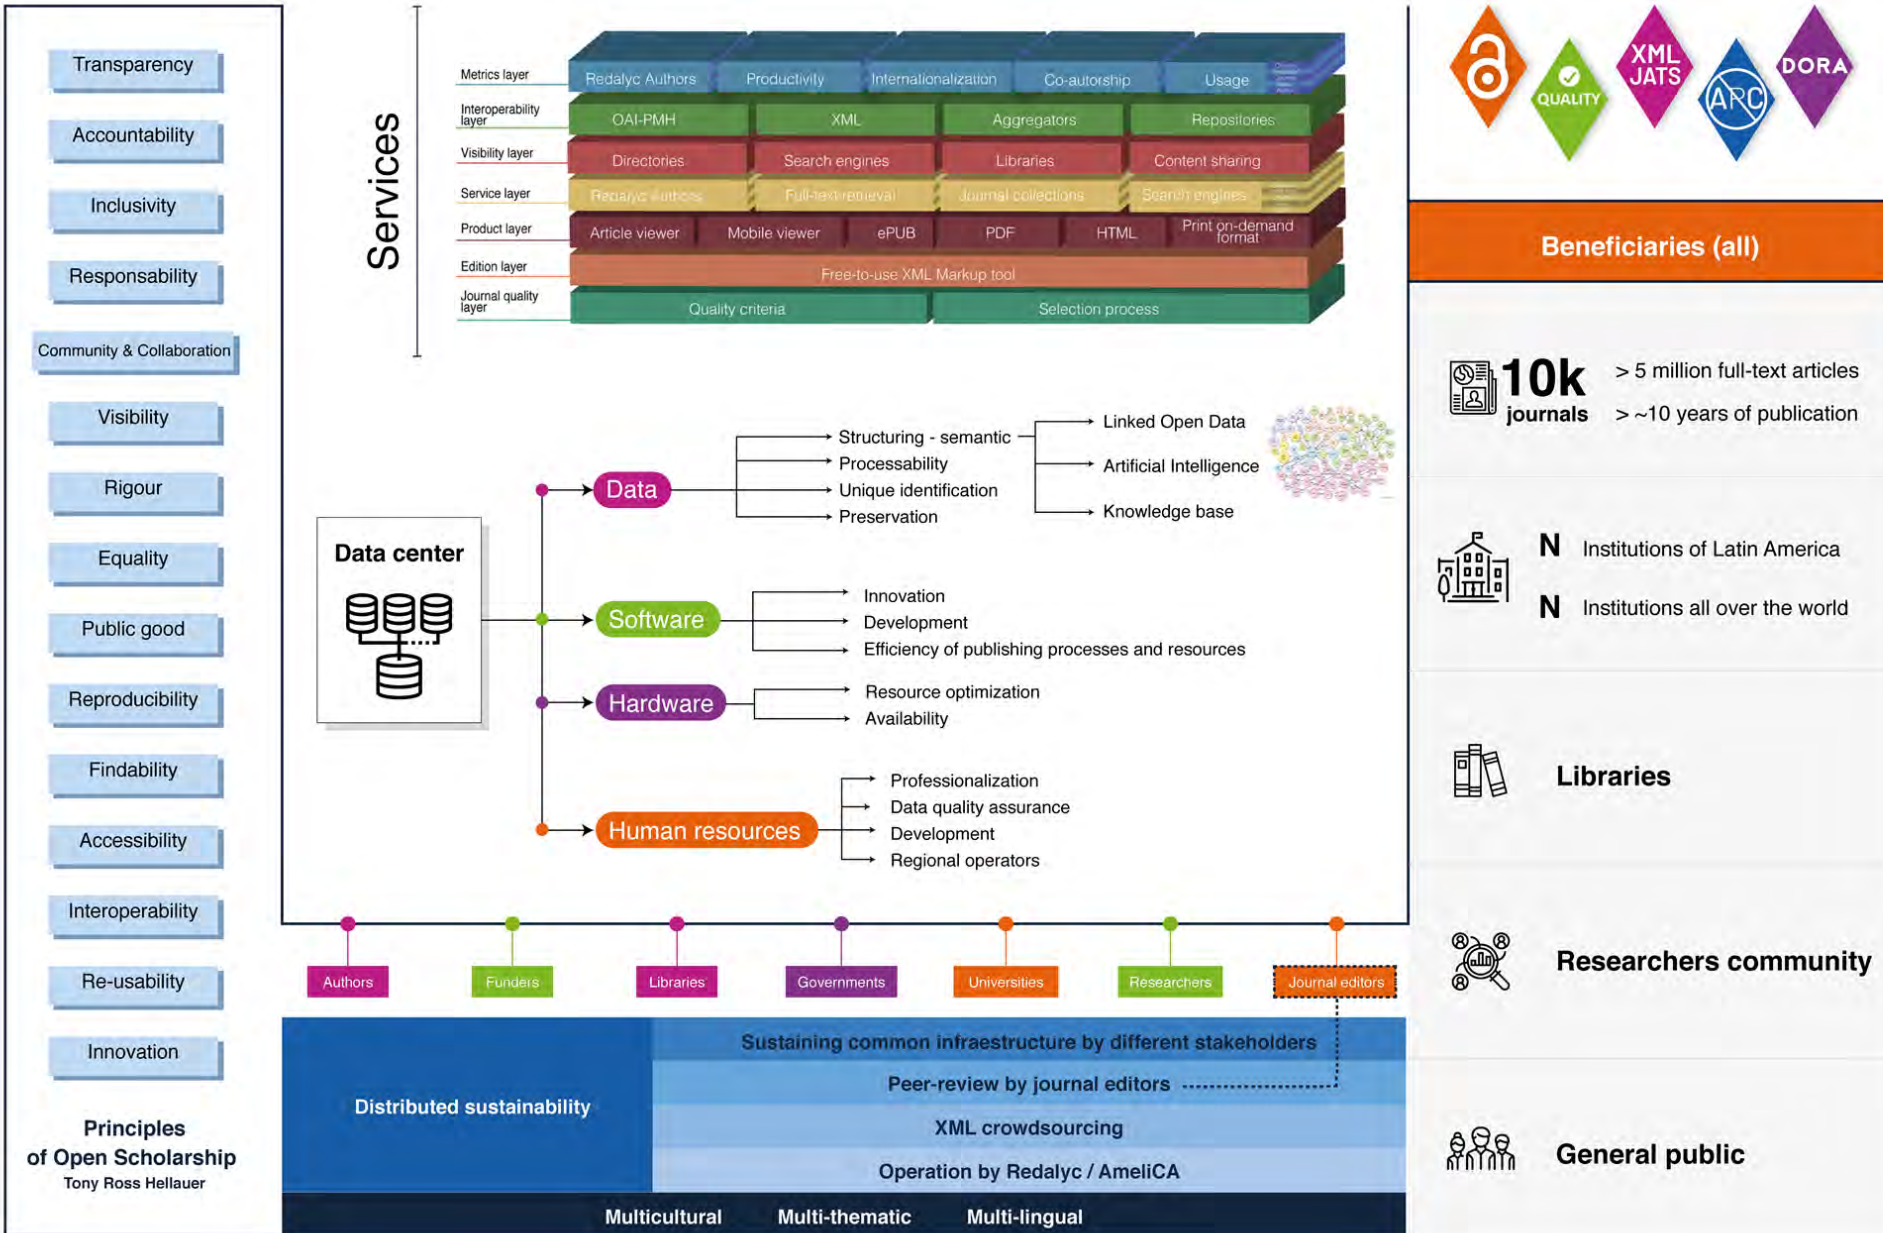 Transparency
Accountability
Inclusivity
Responsability
Community & Collaboration
Visibility
Rigour
Equality
Public good
Reproducibility
Findability
Accessibility
Interoperability
Re-usability
Innovation
Principles
of Open Scholarship
Tony Ross Hellauer
Services
Metrics layer
Redalyc Authors
Productivity
Internationalization
Co-autorship
Usage
Interoperability
layer
OAI-PMH
XML
Aggregators
Repositories
Visibility layer
Directories
Search engines
Libraries
Content sharing
Service layer
Redalyc Authors
Full-text retrieval
Journal collections
Search engines
Product layer
Article viewer
Mobile viewer
ePUB
PDF
HTML
Print on-demand
format
Edition layer
Free-to-use XML Markup tool
Journal quality
layer
Quality criteria
Selection process
Data center
Data
Structuring - semantic
Processability
Unique identification
Preservation
Linked Open Data
Artificial Intelligence
Knowledge base
Software
Innovation
Development
Efficiency of publishing processes and resources
Hardware
Resource optimization
Availability
Human resources
Professionalization
Data quality assurance
Development
Regional operators
Authors
Funders
Libraries
Governments
Universities
Researchers
Journal editors
Distributed sustainability
Sustaining common infraestructure by different stakeholders
Peer-review by journal editors
XML crowdsourcing
Operation by Redalyc / AmeliCA
Multicultural
Multi-thematic
Multi-lingual
QUALITY
XML
JATS
APC
DORA
Beneficiaries (all)
10k
journals
> 5 million full-text articles
> ~10 years of publication
N Institutions of Latin America
N Institutions all over the world
Libraries
Researchers community
General public